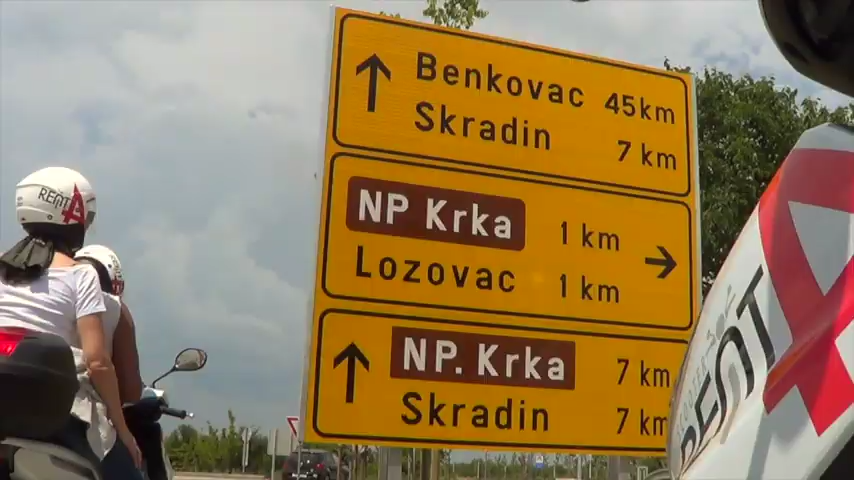 Benkovac 45km
Skradin 7 km
NP Krka 1 km
Lozovac 1 km
NP. Krka 7 km
Skradin 7 km
RENT A
RENT A